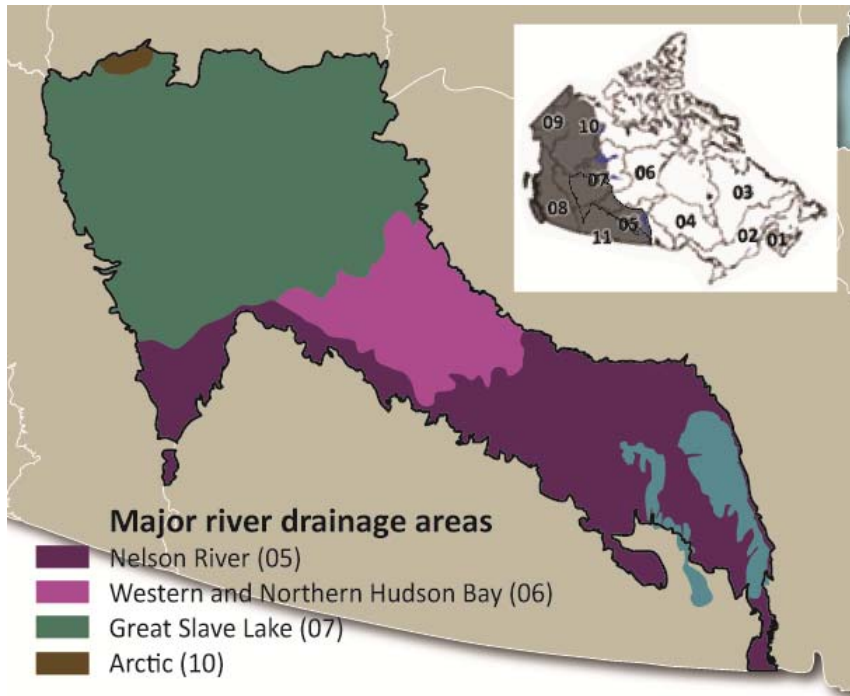 09
10
07
06
03
08
05
04
02
01
11
Major river drainage areas
Nelson River (05)
Western and Northern Hudson Bay (06)
Great Slave Lake (07)
Arctic (10)